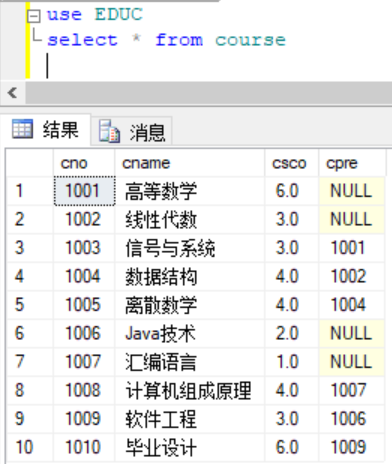 use EDUC
select * from course
结果 消息
cno cname csco cpre
1 1001 高等数学 6.0 NULL
2 1002 线性代数 3.0 NULL
3 1003 信号与系统 3.0 1001
4 1004 数据结构 4.0 1002
5 1005 离散数学 4.0 1004
6 1006 Java技术 2.0 NULL
7 1007 汇编语言 1.0 NULL
8 1008 计算机组成原理 4.0 1007
9 1009 软件工程 3.0 1006
10 1010 毕业设计 6.0 1009